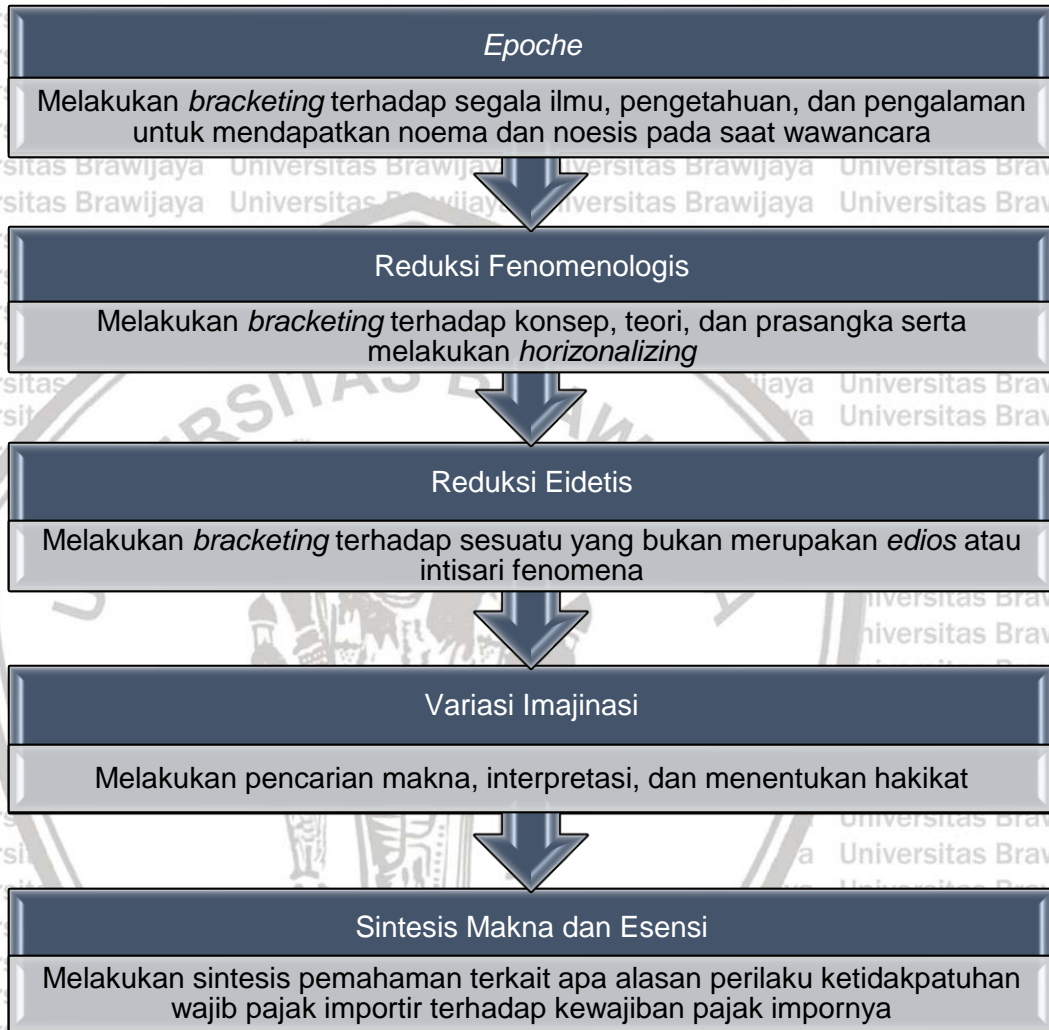 Epoche
Melakukan bracketing terhadap segala ilmu, pengetahuan, dan pengalaman
untuk mendapatkan noema dan noesis pada saat wawancara
Reduksi Fenomenologis
Melakukan bracketing terhadap konsep, teori, dan prasangka serta
melakukan horizonalizing
Reduksi Eidetis
Melakukan bracketing terhadap sesuatu yang bukan merupakan edios atau
intisari fenomena
Variasi Imajinasi
Melakukan pencarian makna, interpretasi, dan menentukan hakikat
Sintesis Makna dan Esensi
Melakukan sintesis pemahaman terkait apa alasan perilaku ketidakpatuhan
wajib pajak importir terhadap kewajiban pajak impornya